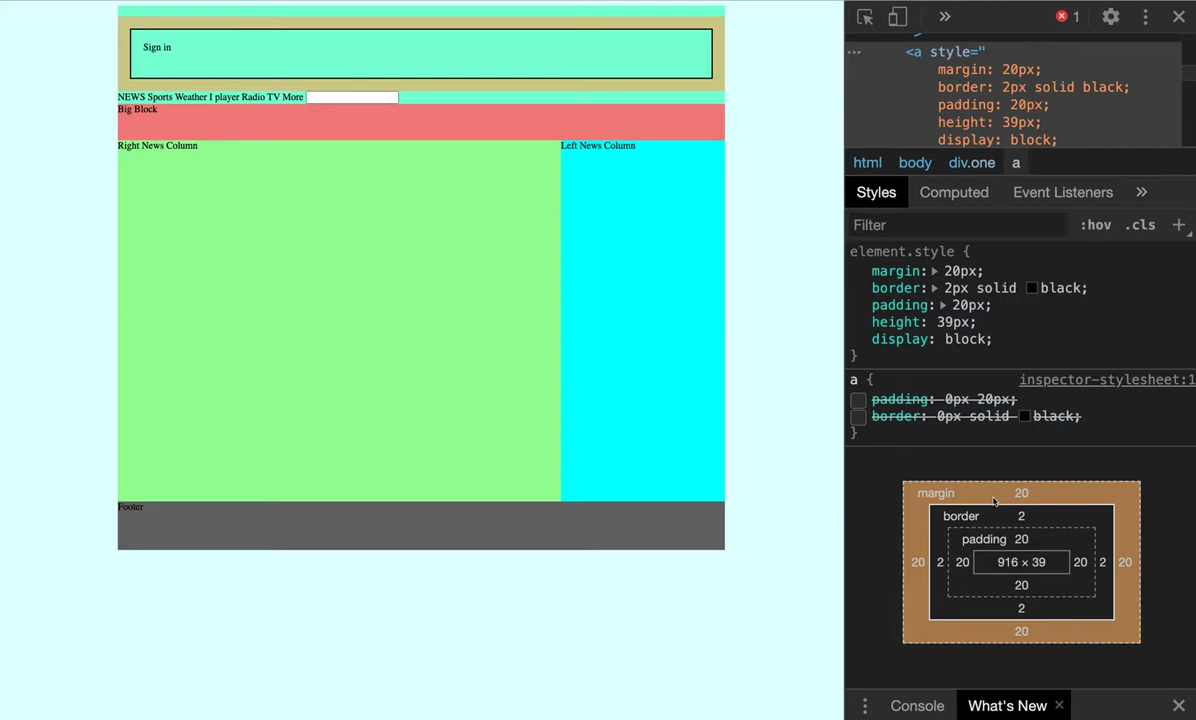 Sign in
NEWS Sports Weather I player Radio TV More
Big Block
Right News Column
Left News Column
Footer
1
<a style="
margin: 20px;
border: 2px solid black;
padding: 20px;
height: 39px;
display: block;
html body div.one a
Styles Computed Event Listeners
Filter :hov .cls
element.style {
margin: 20px;
border: 2px solid black;
padding: 20px;
height: 39px;
display: block;
}
a { inspector-stylesheet:1
padding: 0px 20px;
border: 0px solid black;
}
margin 20
border 2
padding 20
20 2 20 916 × 39 20 2 20
20
2
20
Console What's New